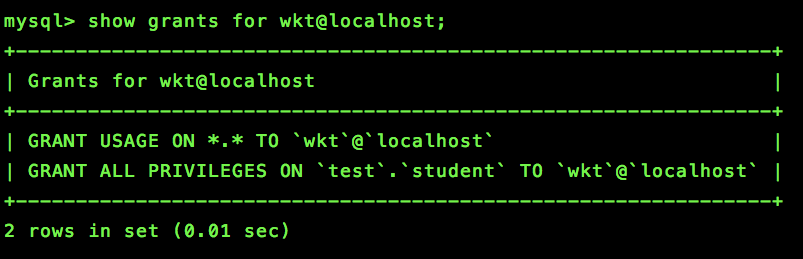 mysql> show grants for wkt@localhost;
+---------------------------------------------------------------+
| Grants for wkt@localhost                                      |
+---------------------------------------------------------------+
| GRANT USAGE ON *.* TO `wkt`@`localhost`                       |
| GRANT ALL PRIVILEGES ON `test`.`student` TO `wkt`@`localhost` |
+---------------------------------------------------------------+
2 rows in set (0.01 sec)